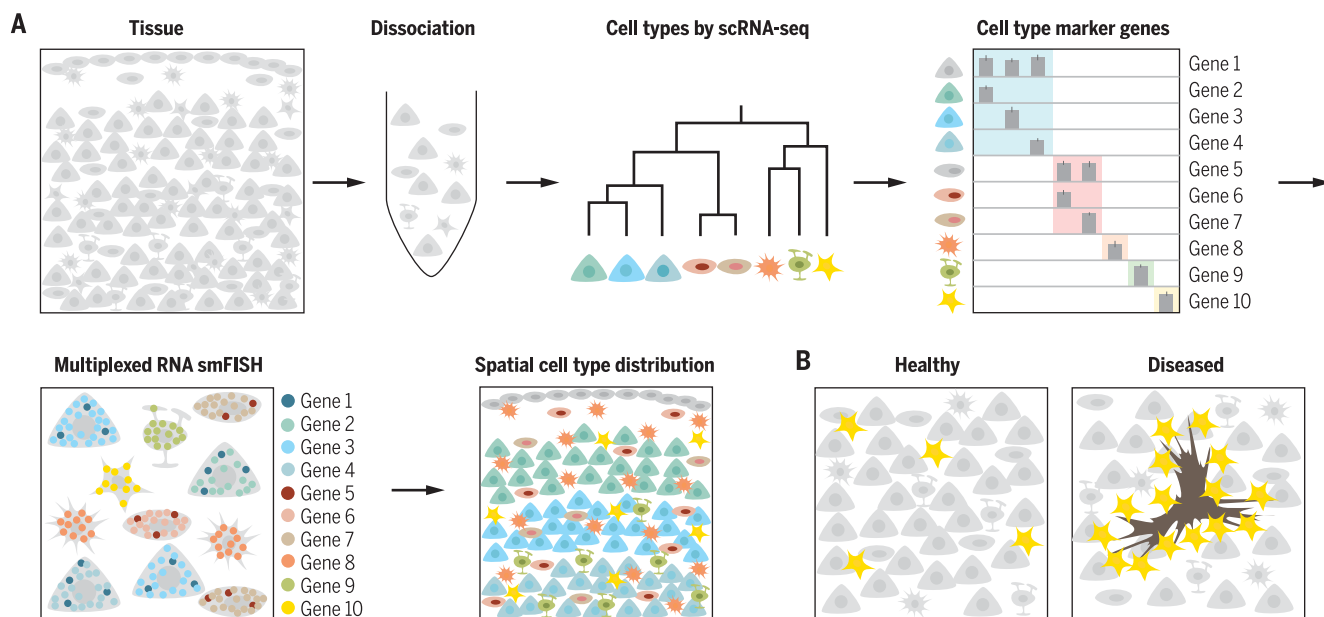 A
Tissue
Dissociation
Cell types by scRNA-seq
Cell type marker genes
Gene 1
Gene 2
Gene 3
Gene 4
Gene 5
Gene 6
Gene 7
Gene 8
Gene 9
Gene 10
Multiplexed RNA smFISH
Gene 1
Gene 2
Gene 3
Gene 4
Gene 5
Gene 6
Gene 7
Gene 8
Gene 9
Gene 10
Spatial cell type distribution
B
Healthy
Diseased